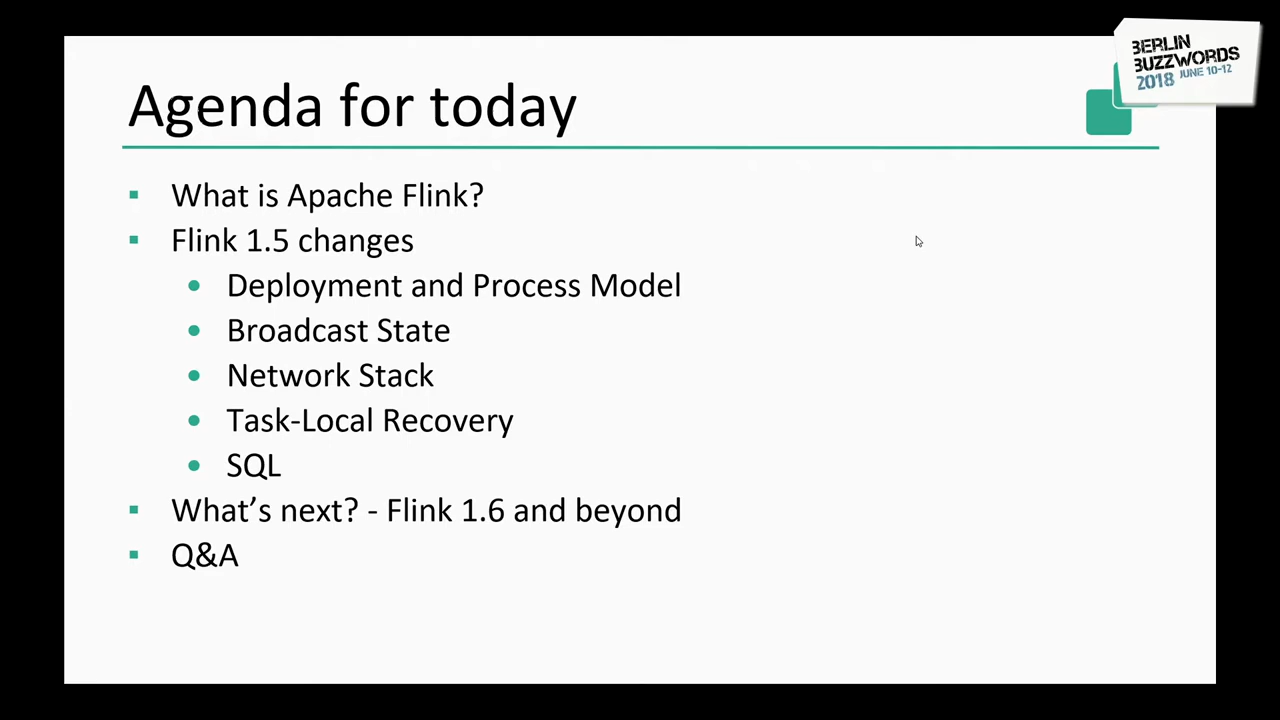 BERLIN
BUZZWORDS
2018 JUNE 10-12
Agenda for today
What is Apache Flink?
Flink 1.5 changes
Deployment and Process Model
Broadcast State
Network Stack
Task-Local Recovery
SQL
What’s next? - Flink 1.6 and beyond
Q&A